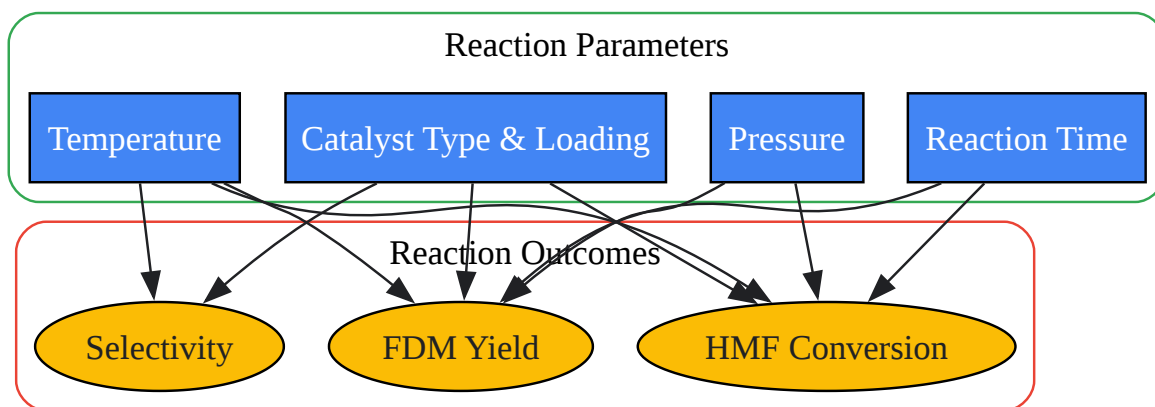 Reaction Parameters
Temperature
Catalyst Type & Loading
Pressure
Reaction Time
Reaction Outcomes
Selectivity
FDM Yield
HMF Conversion